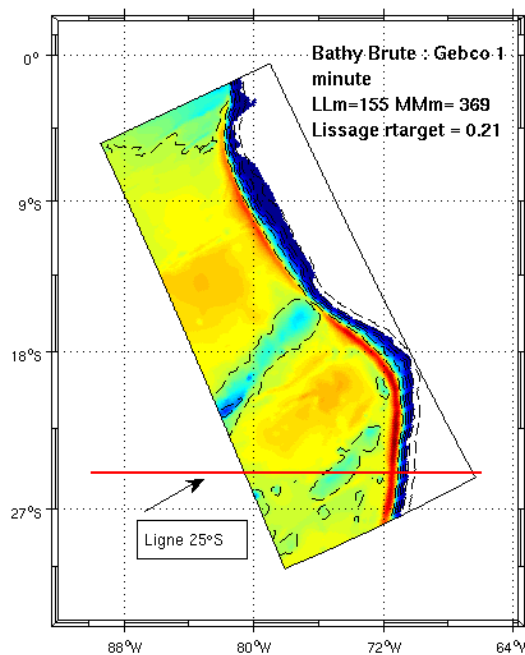 Bathy Brute : Gebco 1
minute
LLm=155 MMm= 369
Lissage rtarget = 0.21
0°
9°S
18°S
27°S
Ligne 25°S
88°W
80°W
72°W
64°W